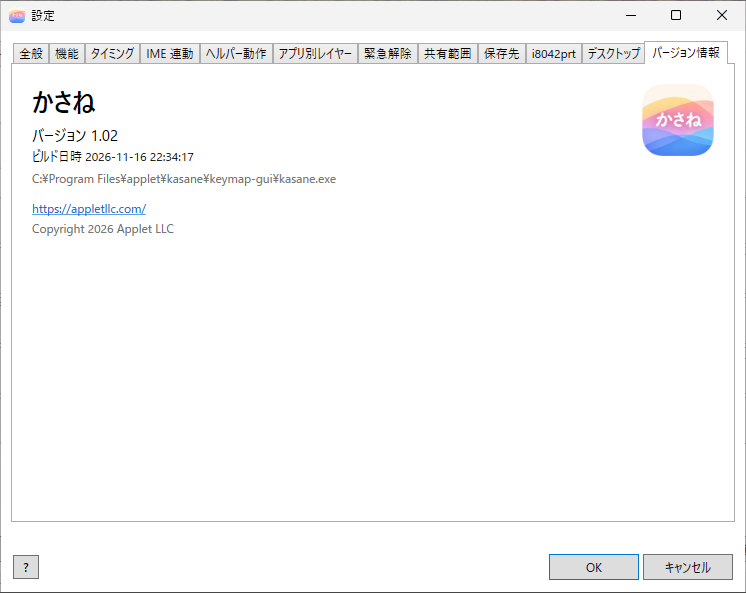 設定
全般 機能 タイミング IME 連動 ヘルパー動作 アプリ別レイヤー 緊急解除 共有範囲 保存先 i8042prt デスクトップ バージョン情報
かさね
かさね
バージョン 1.02
ビルド日時 2026-11-16 22:34:17
C:¥Program Files¥applet¥kasane¥keymap-gui¥kasane.exe
https://appletllc.com/
Copyright 2026 Applet LLC
? OK キャンセル